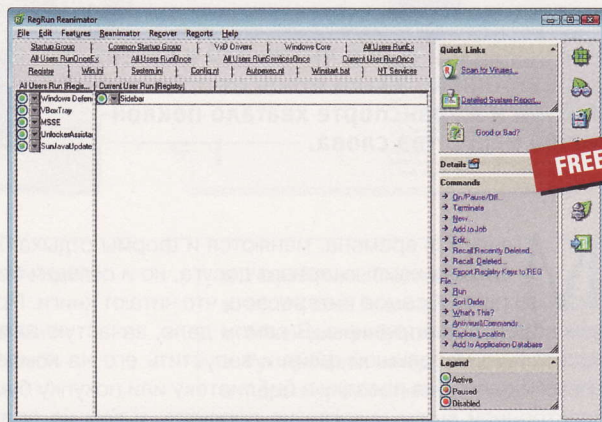 RegRun Reanimator
File Edit Features Reanimator Recover Reports Help
Startup Group Common Startup Group VxD Drivers Windows Core All Users RunEx
All Users RunOnceEx All Users RunOnce All Users RunServicesOnce Current User RunOnce
Registry Win.ini System.ini Config.nt Autoexec.nt Winstart.bat NT Services
All Users Run [Regis... Current User Run [Registry]
Windows Defen Sidebar
VBoxTray
MSSE
UnlockerAssistar
SunJavaUpdate
Quick Links
Scan for Viruses...
Detailed System Report...
Good or Bad?
Details
FREE
Commands
On/Pause/Off...
Terminate
New...
Add to Job
Edit...
Recall Recently Deleted...
Recall Deleted...
Export Registry Keys to REG
File...
Run
Sort Order
What's This?
Antivirus Commands
Explore Location
Add to Application Database
Legend
Active
Paused
Disabled